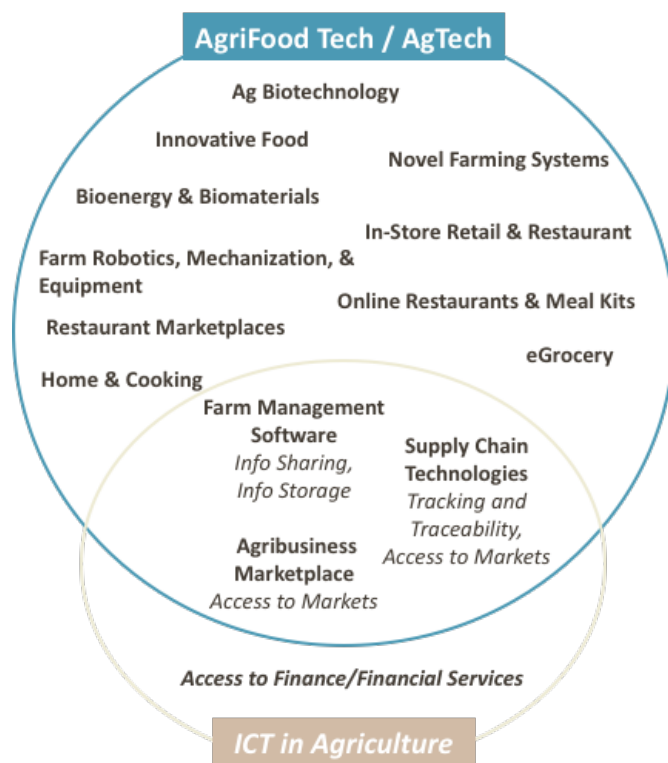 AgriFood Tech / AgTech
Ag Biotechnology
Innovative Food
Novel Farming Systems
Bioenergy & Biomaterials
In-Store Retail & Restaurant
Farm Robotics, Mechanization, &
Equipment
Online Restaurants & Meal Kits
Restaurant Marketplaces
eGrocery
Home & Cooking
Farm Management
Software
Info Sharing,
Info Storage
Supply Chain
Technologies
Tracking and
Traceability,
Access to Markets
Agribusiness
Marketplace
Access to Markets
Access to Finance/Financial Services
ICT in Agriculture